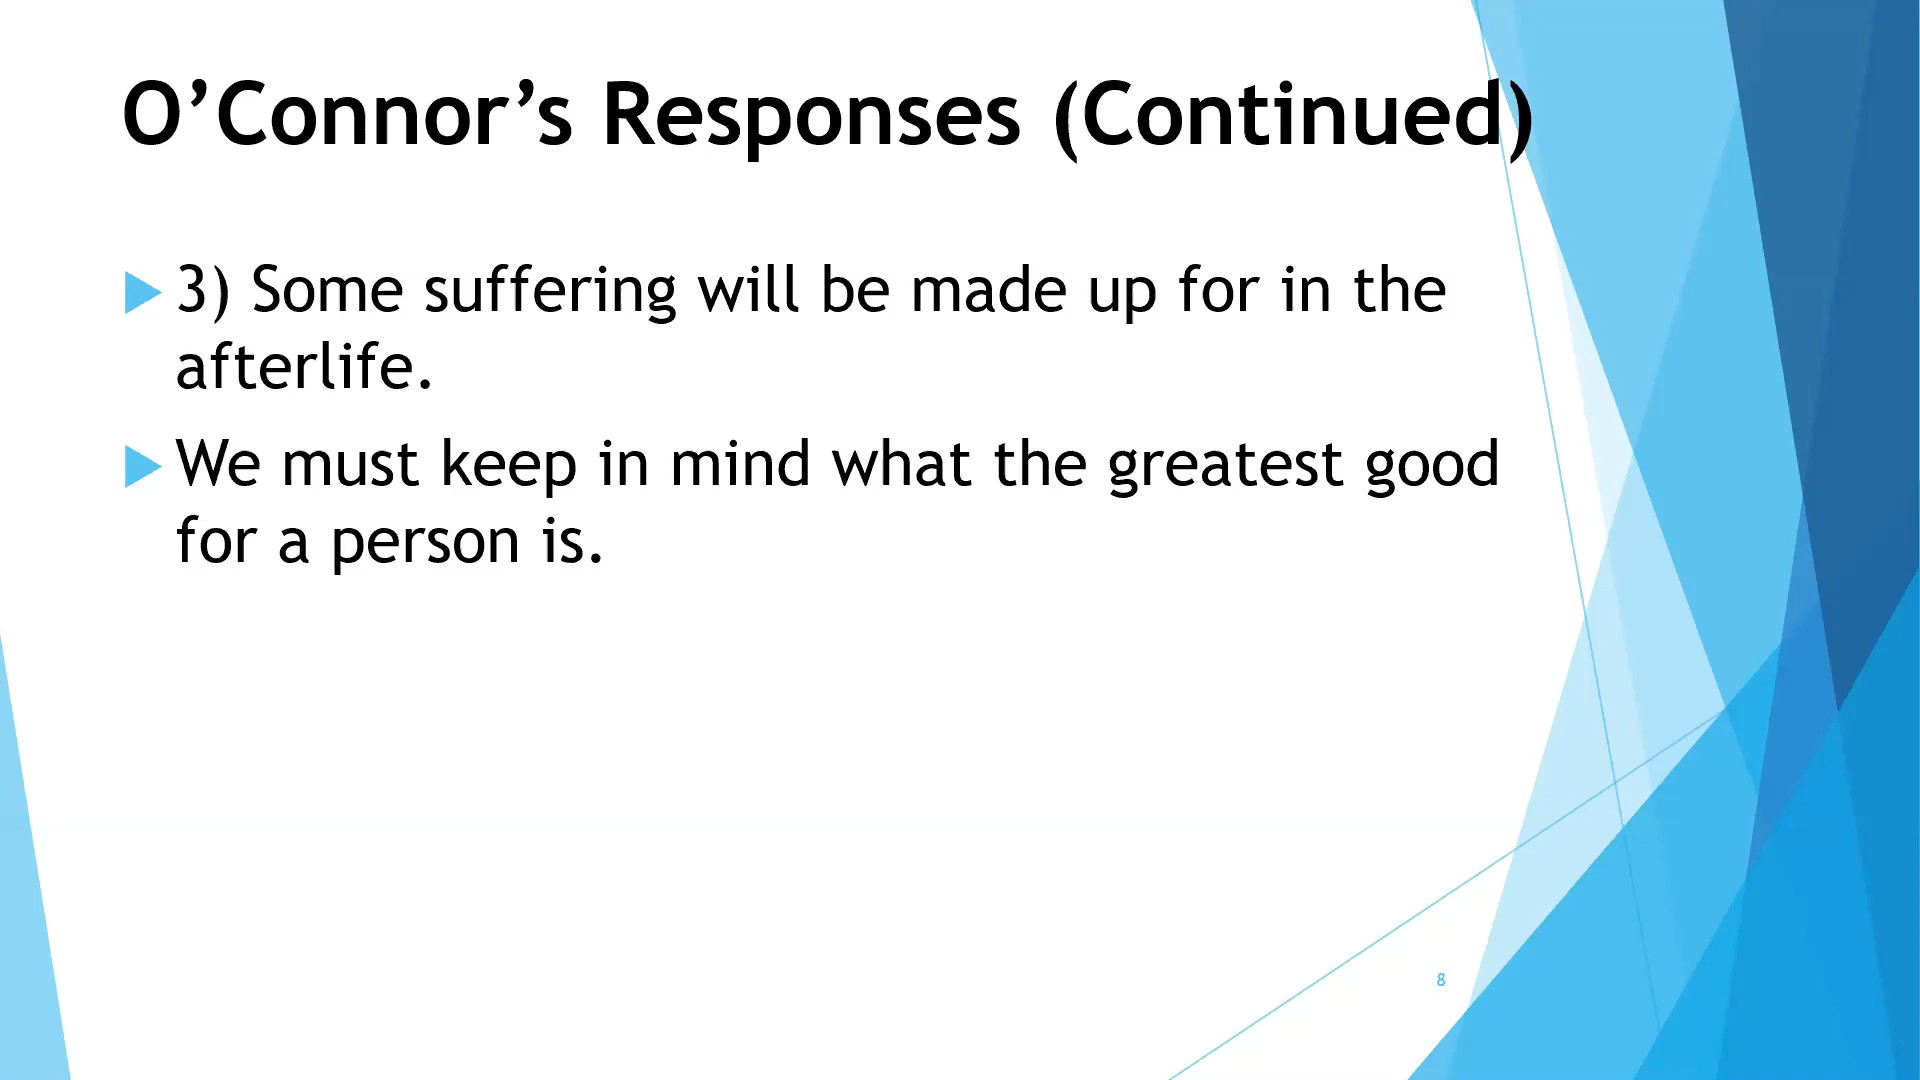 O’Connor’s Responses (Continued)
3) Some suffering will be made up for in the
afterlife.
We must keep in mind what the greatest good
for a person is.
8